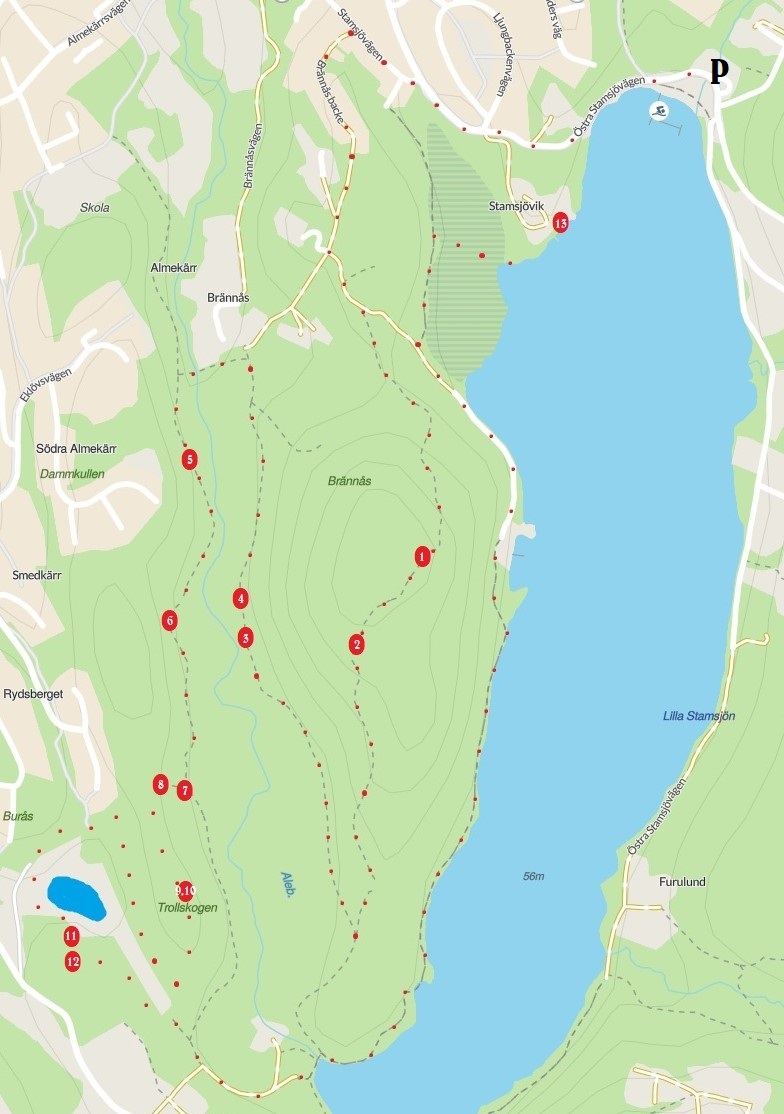 Almekärrsvägen
Stamsjövägen
Ljungbackenvägen
ders väg
P
Brännås backe
Östra Stamsjövägen
Brännåsvägen
Skola
Stamsjövik
13
Almekärr
Brännås
Eklövsvägen
Södra Almekärr
5
Dammkullen
Brännås
1
Smedkärr
4
6
3
2
Rydsberget
Lilla Stamsjön
8
7
Burås
Östra Stamsjövägen
9,10
Aleb.
56m
Furulund
Trollskogen
11
12